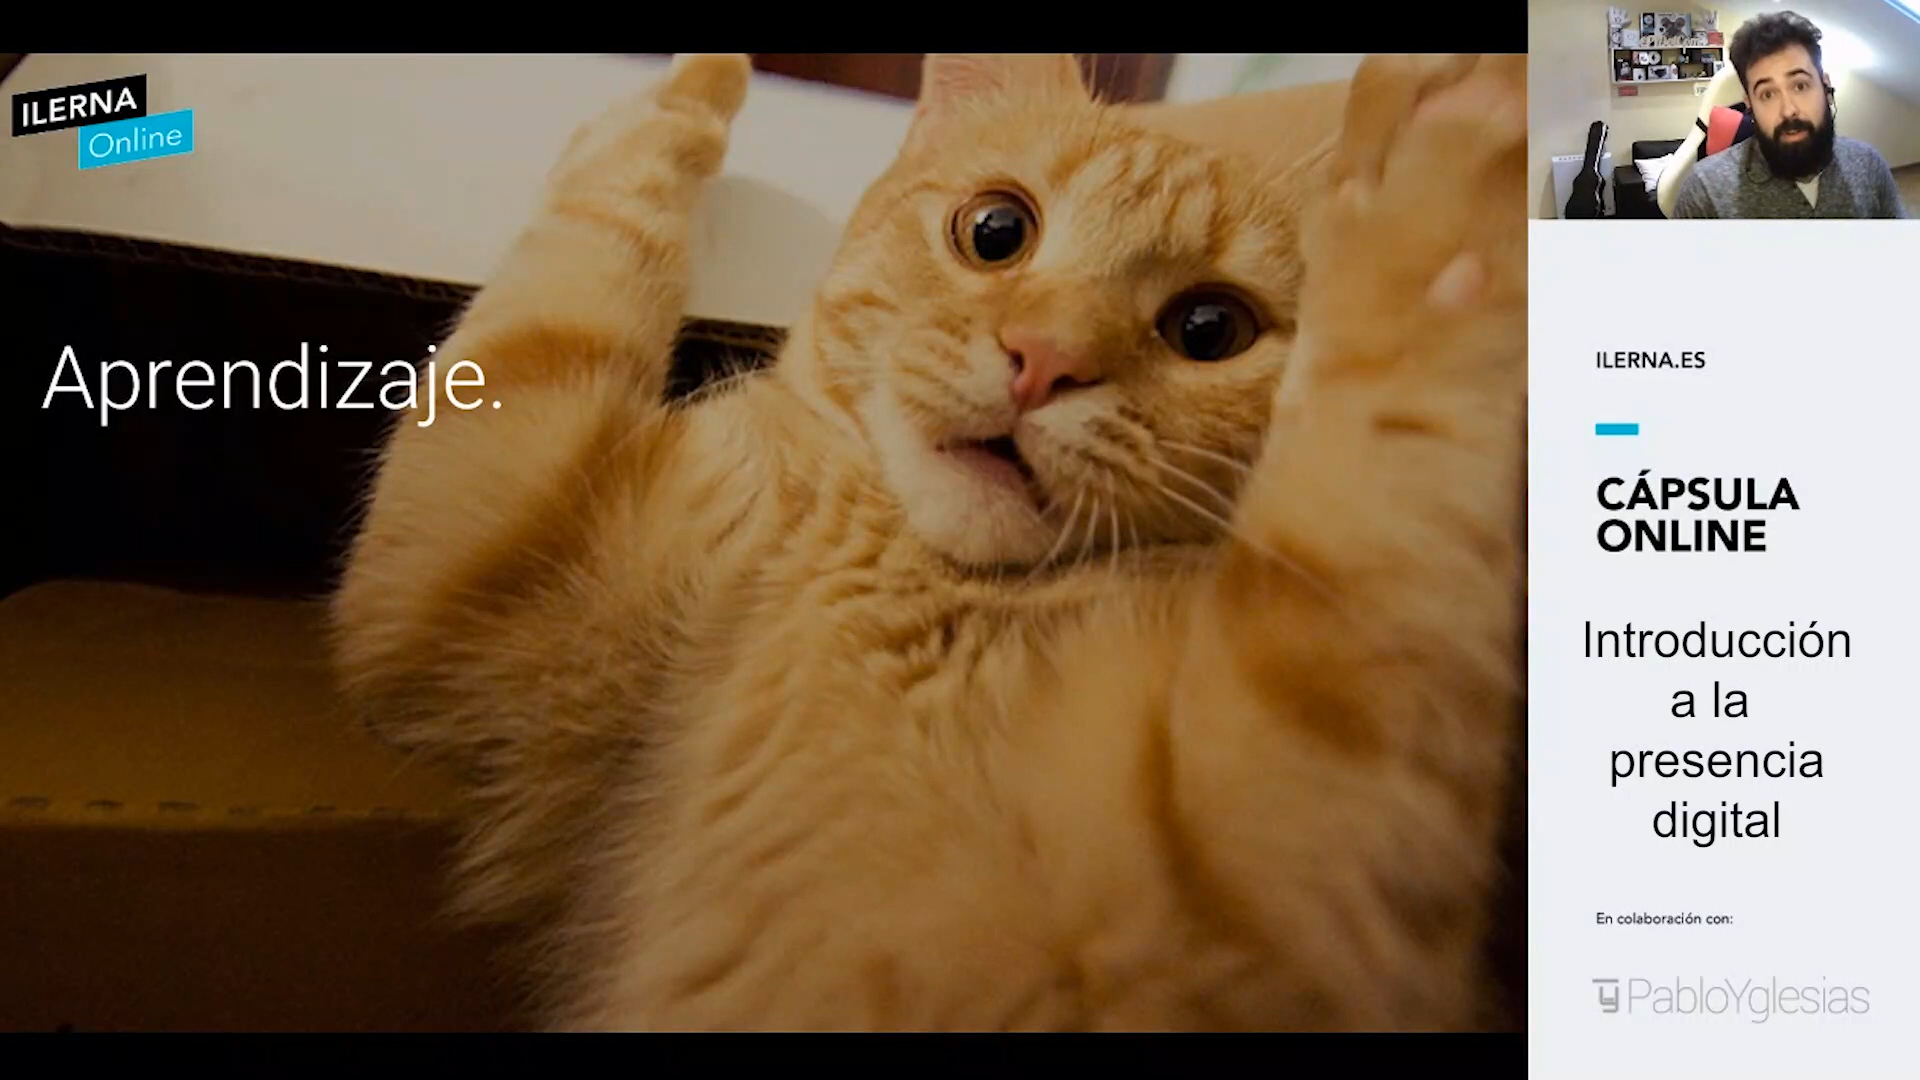 ILERNA
Online
Aprendizaje.
ILERNA.ES
CÁPSULA
ONLINE
Introducción
a la
presencia
digital
En colaboración con:
PabloYglesias